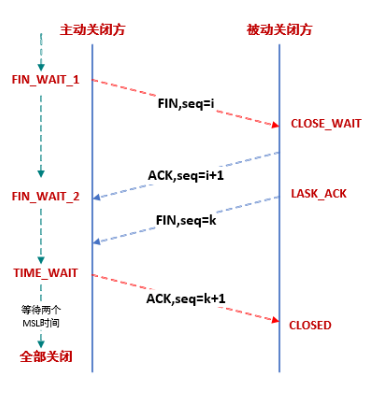 主动关闭方
被动关闭方
FIN_WAIT_1
FIN,seq=i
CLOSE_WAIT
ACK,seq=i+1
FIN_WAIT_2
LASK_ACK
FIN,seq=k
TIME_WAIT
ACK,seq=k+1
等待两个
MSL时间
CLOSED
全部关闭